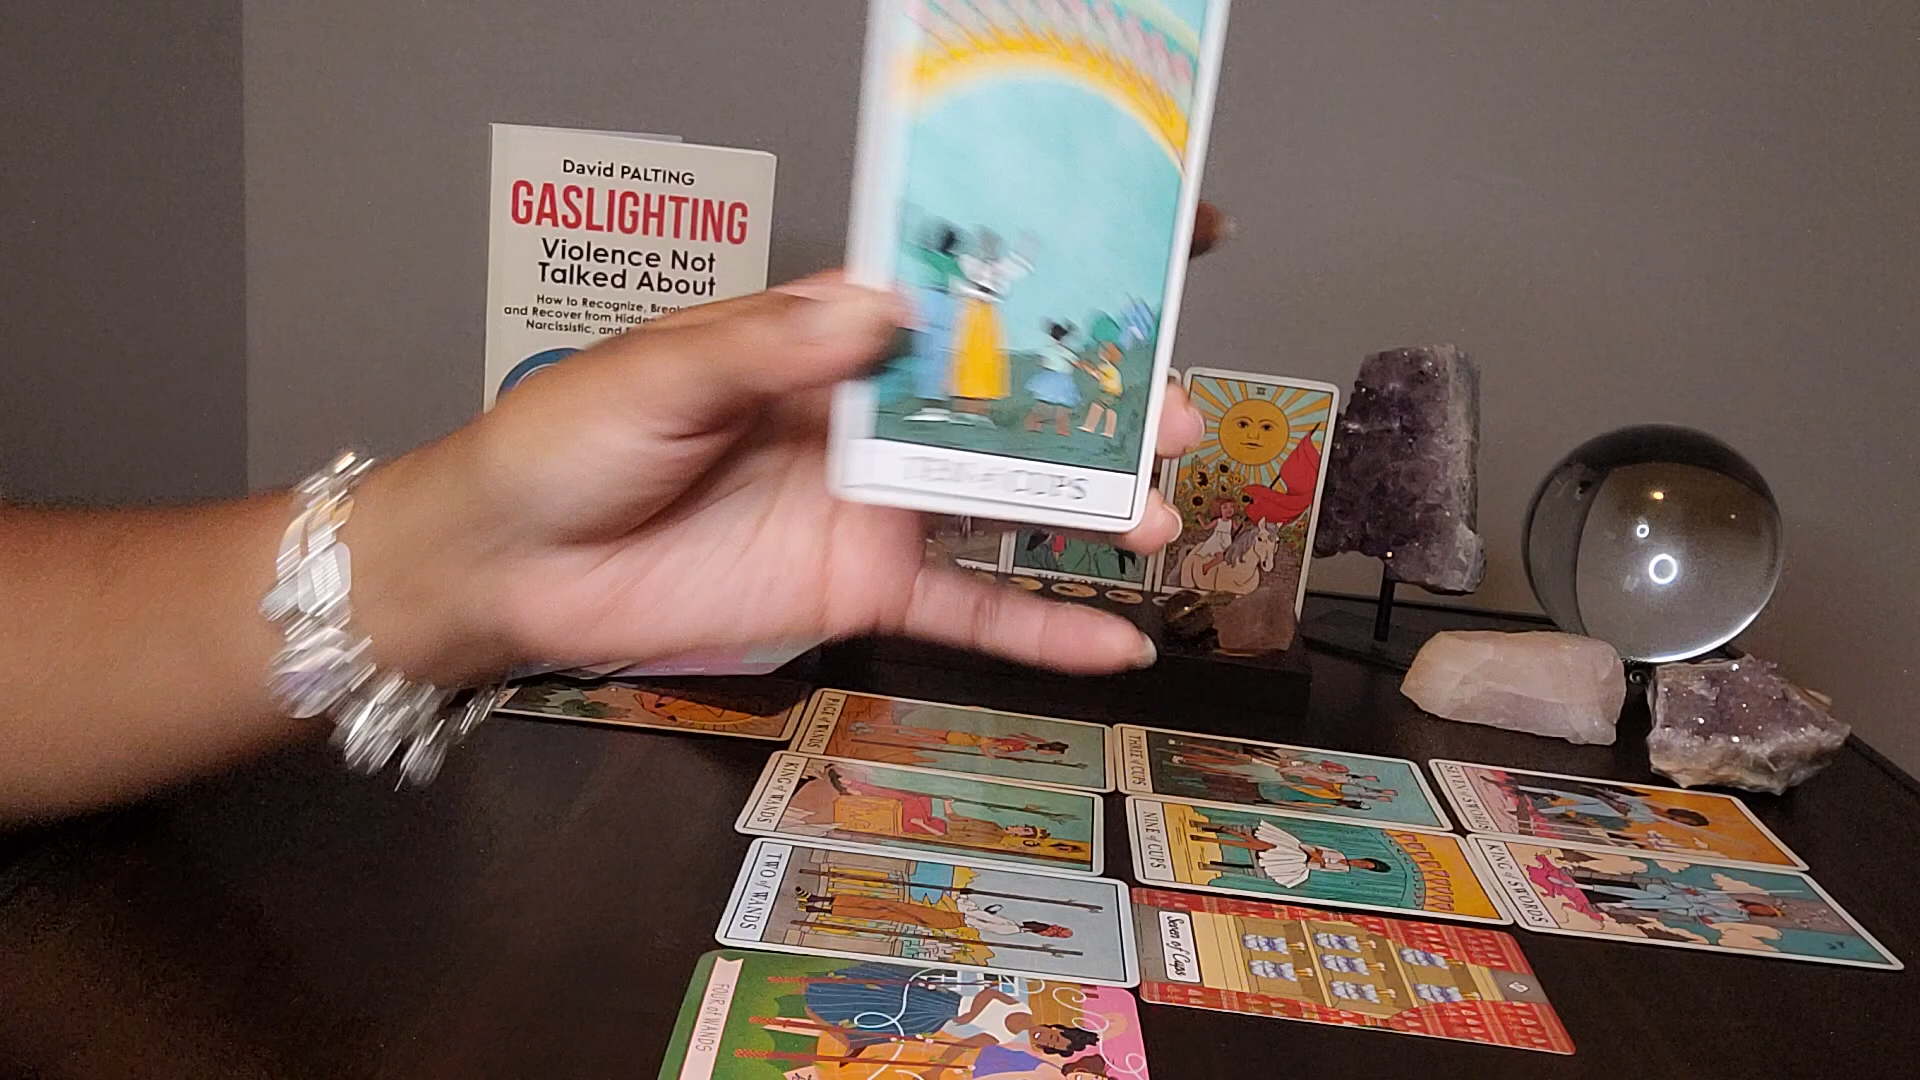 David PALTING
GASLIGHTING
Violence Not
Talked About
How to Recognize,
and Recover from
Narcissistic, and
TEN of CUPS
PAGE of WANDS
THREE of CUPS
SEVEN of SWORDS
KING of WANDS
NINE of CUPS
KING of SWORDS
TWO of WANDS
Seven of Cups
FOUR of WANDS